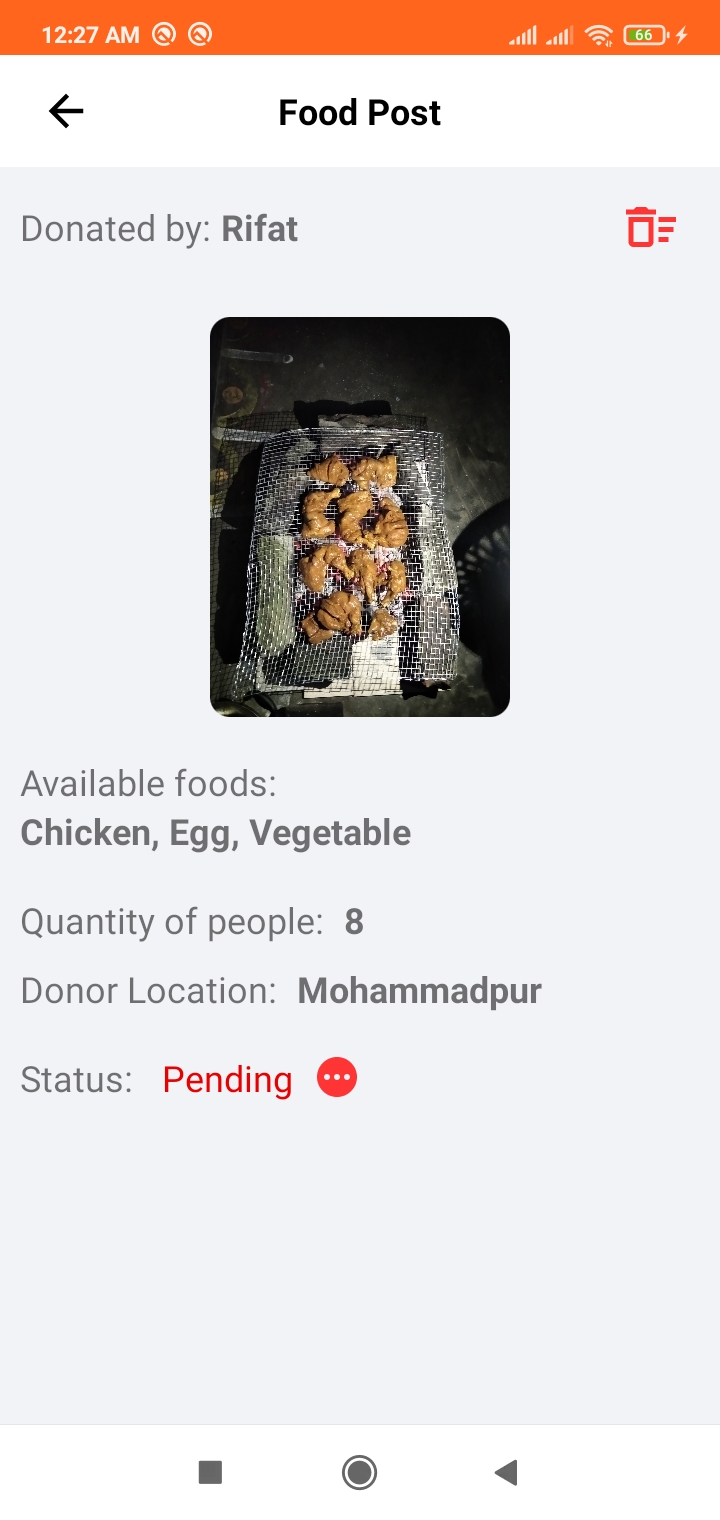 12:27 AM
66
Food Post
Donated by: Rifat
Available foods:
Chicken, Egg, Vegetable
Quantity of people: 8
Donor Location: Mohammadpur
Status: Pending